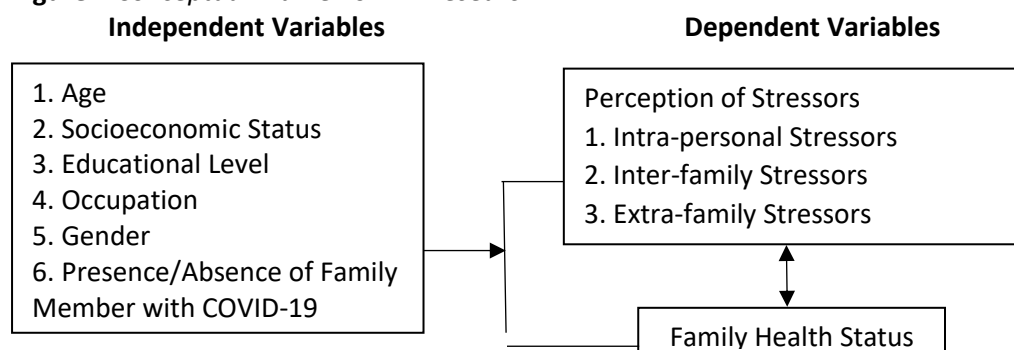 Independent Variables
Dependent Variables
1. Age
2. Socioeconomic Status
3. Educational Level
4. Occupation
5. Gender
6. Presence/Absence of Family
Member with COVID-19
Perception of Stressors
1. Intra-personal Stressors
2. Inter-family Stressors
3. Extra-family Stressors
Family Health Status